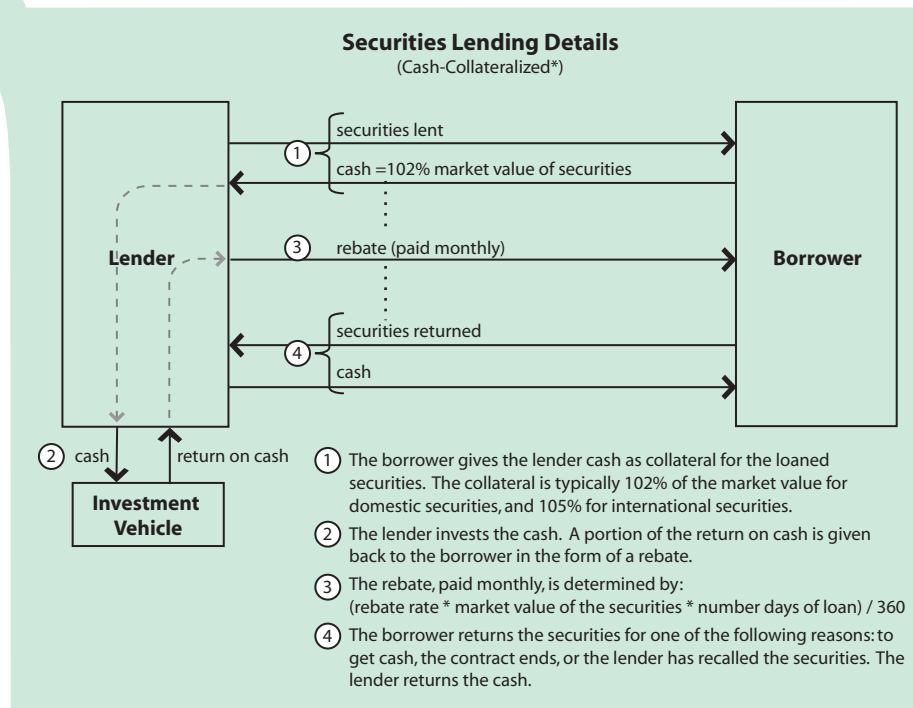 Securities Lending Details
(Cash-Collateralized*)
securities lent
1
cash =102% market value of securities
Lender
3
rebate (paid monthly)
Borrower
securities returned
4
cash
2
cash
return on cash
Investment
Vehicle
1 The borrower gives the lender cash as collateral for the loaned
securities. The collateral is typically 102% of the market value for
domestic securities, and 105% for international securities.
2 The lender invests the cash. A portion of the return on cash is given
back to the borrower in the form of a rebate.
3 The rebate, paid monthly, is determined by:
(rebate rate * market value of the securities * number days of loan) / 360
4 The borrower returns the securities for one of the following reasons: to
get cash, the contract ends, or the lender has recalled the securities. The
lender returns the cash.